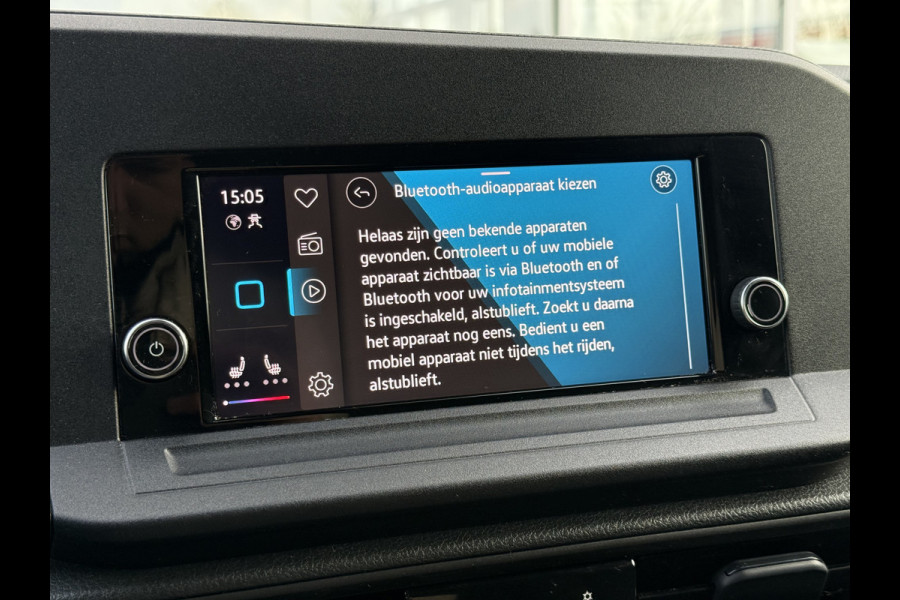 15:05
Bluetooth-audioapparaat kiezen
Helaas zijn geen bekende apparaten
gevonden. Controleert u of uw mobiele
apparaat zichtbaar is via Bluetooth en of
Bluetooth voor uw infotainmentsysteem
is ingeschakeld, alstublieft. Zoekt u daarna
het apparaat nog eens. Bedient u een
mobiel apparaat niet tijdens het rijden,
alstublieft.